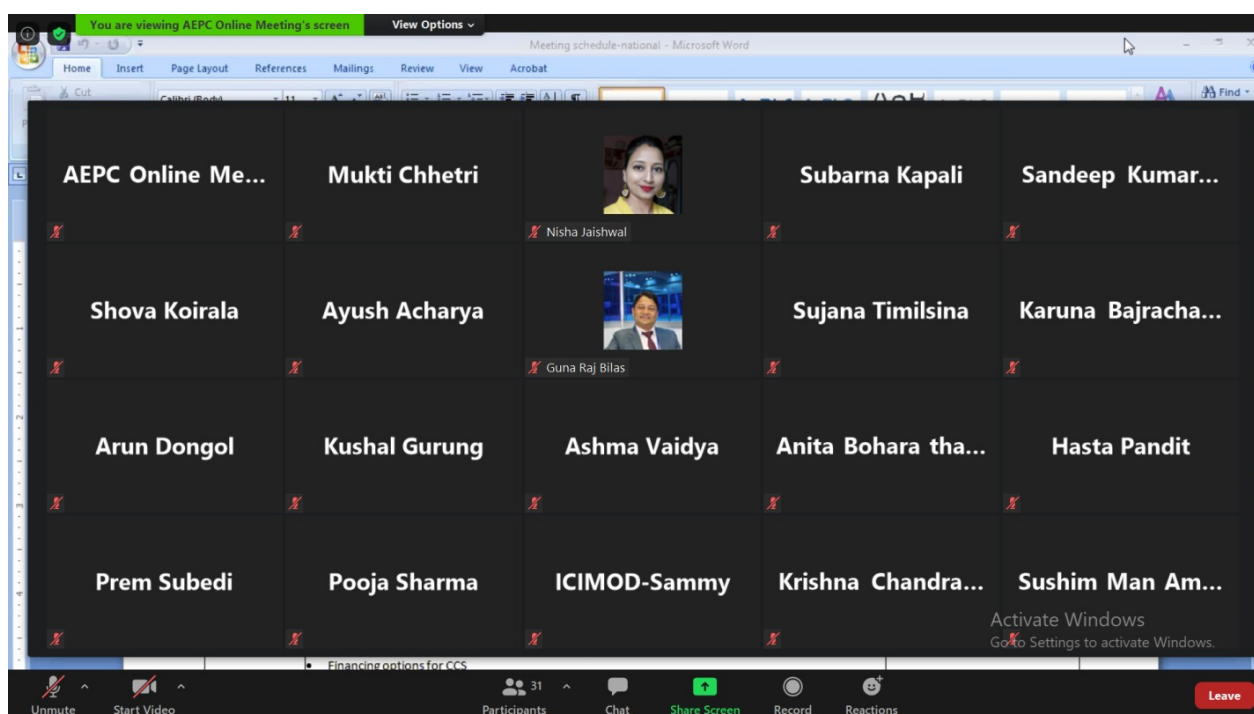 You are viewing AEPC Online Meeting's screen View Options
Meeting schedule-national - Microsoft Word
Home Insert Page Layout References Mailings Review View Acrobat
Cut
Calibri (Body) 11 Find
AEPC Online Me... Mukti Chhetri Subarna Kapali Sandeep Kumar...
Nisha Jaishwal
Shova Koirala Ayush Acharya Sujana Timilsina Karuna Bajracha...
Guna Raj Bilas
Arun Dongol Kushal Gurung Ashma Vaidya Anita Bohara tha... Hasta Pandit
Prem Subedi Pooja Sharma ICIMOD-Sammy Krishna Chandra... Sushim Man Am...
Activate Windows
Go to Settings to activate Windows.
• Financing options for CCS
31
Unmute Start Video Participants Chat Share Screen Record Reactions Leave